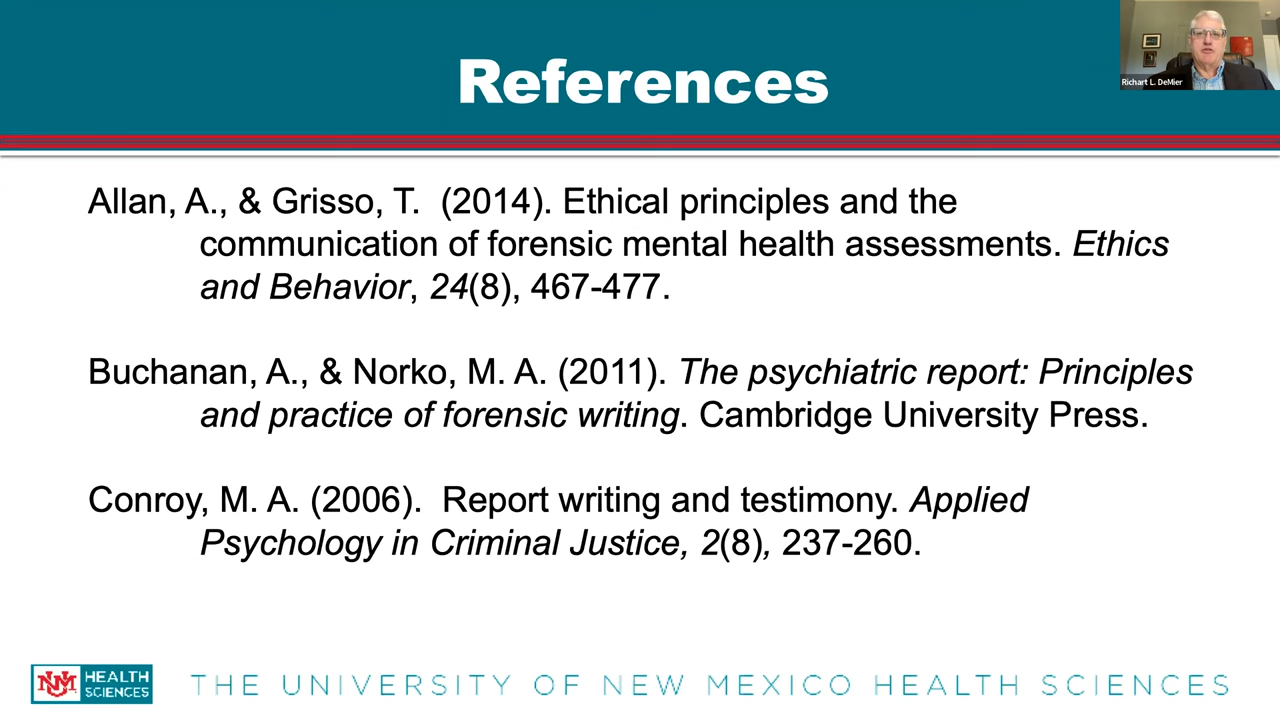 References
Richart L. DeMier
Allan, A., & Grisso, T.  (2014). Ethical principles and the
communication of forensic mental health assessments. Ethics
and Behavior, 24(8), 467-477.
Buchanan, A., & Norko, M. A. (2011). The psychiatric report: Principles
and practice of forensic writing. Cambridge University Press.
Conroy, M. A. (2006).  Report writing and testimony. Applied
Psychology in Criminal Justice, 2(8), 237-260.
UNM HEALTH
SCIENCES
THE UNIVERSITY OF NEW MEXICO HEALTH SCIENCES